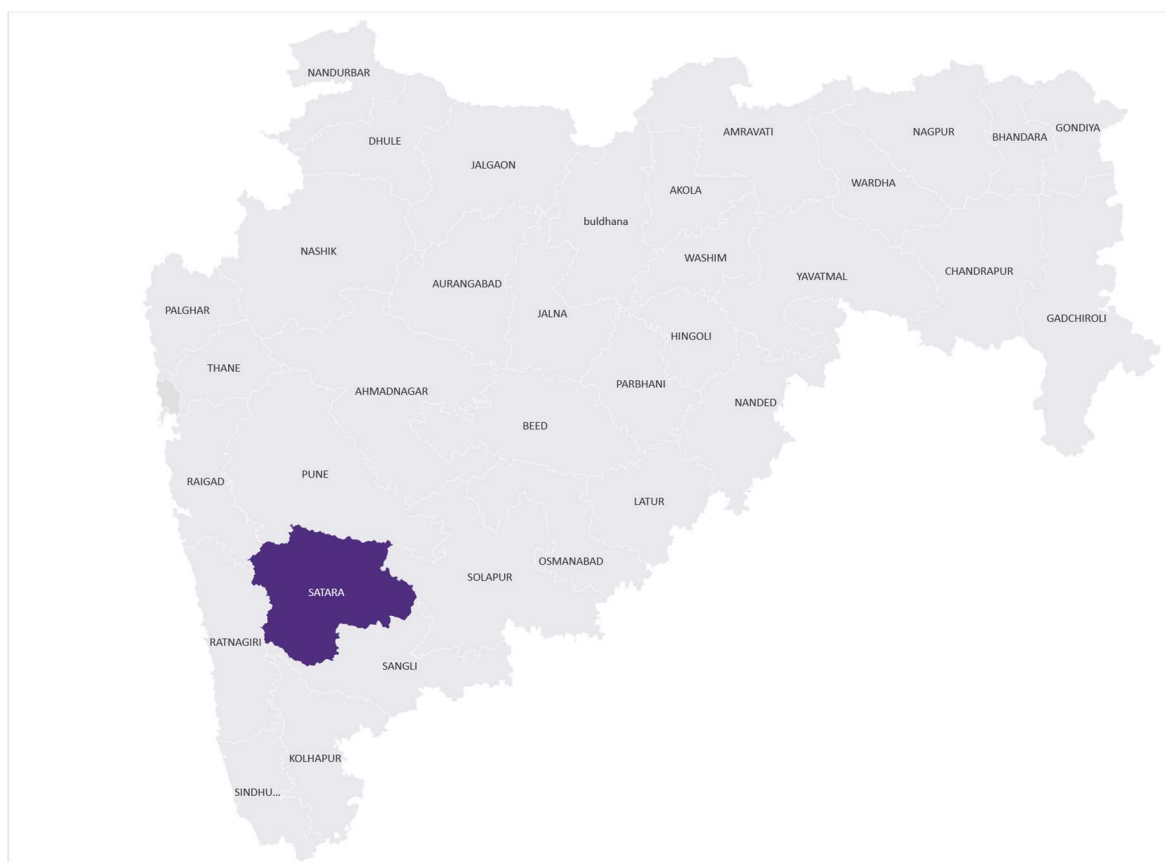 NANDURBAR
DHULE
JALGAON
AMRAVATI
NAGPUR
BHANDARA
GONDIYA
AKOLA
WARDHA
buldhana
NASHIK
WASHIM
AURANGABAD
YAVATMAL
CHANDRAPUR
PALGHAR
JALNA
GADCHIROLI
HINGOLI
THANE
AHMADNAGAR
PARBHANI
NANDED
BEED
PUNE
RAIGAD
LATUR
OSMANABAD
SOLAPUR
SATARA
RATNAGIRI
SANGLI
KOLHAPUR
SINDHU...